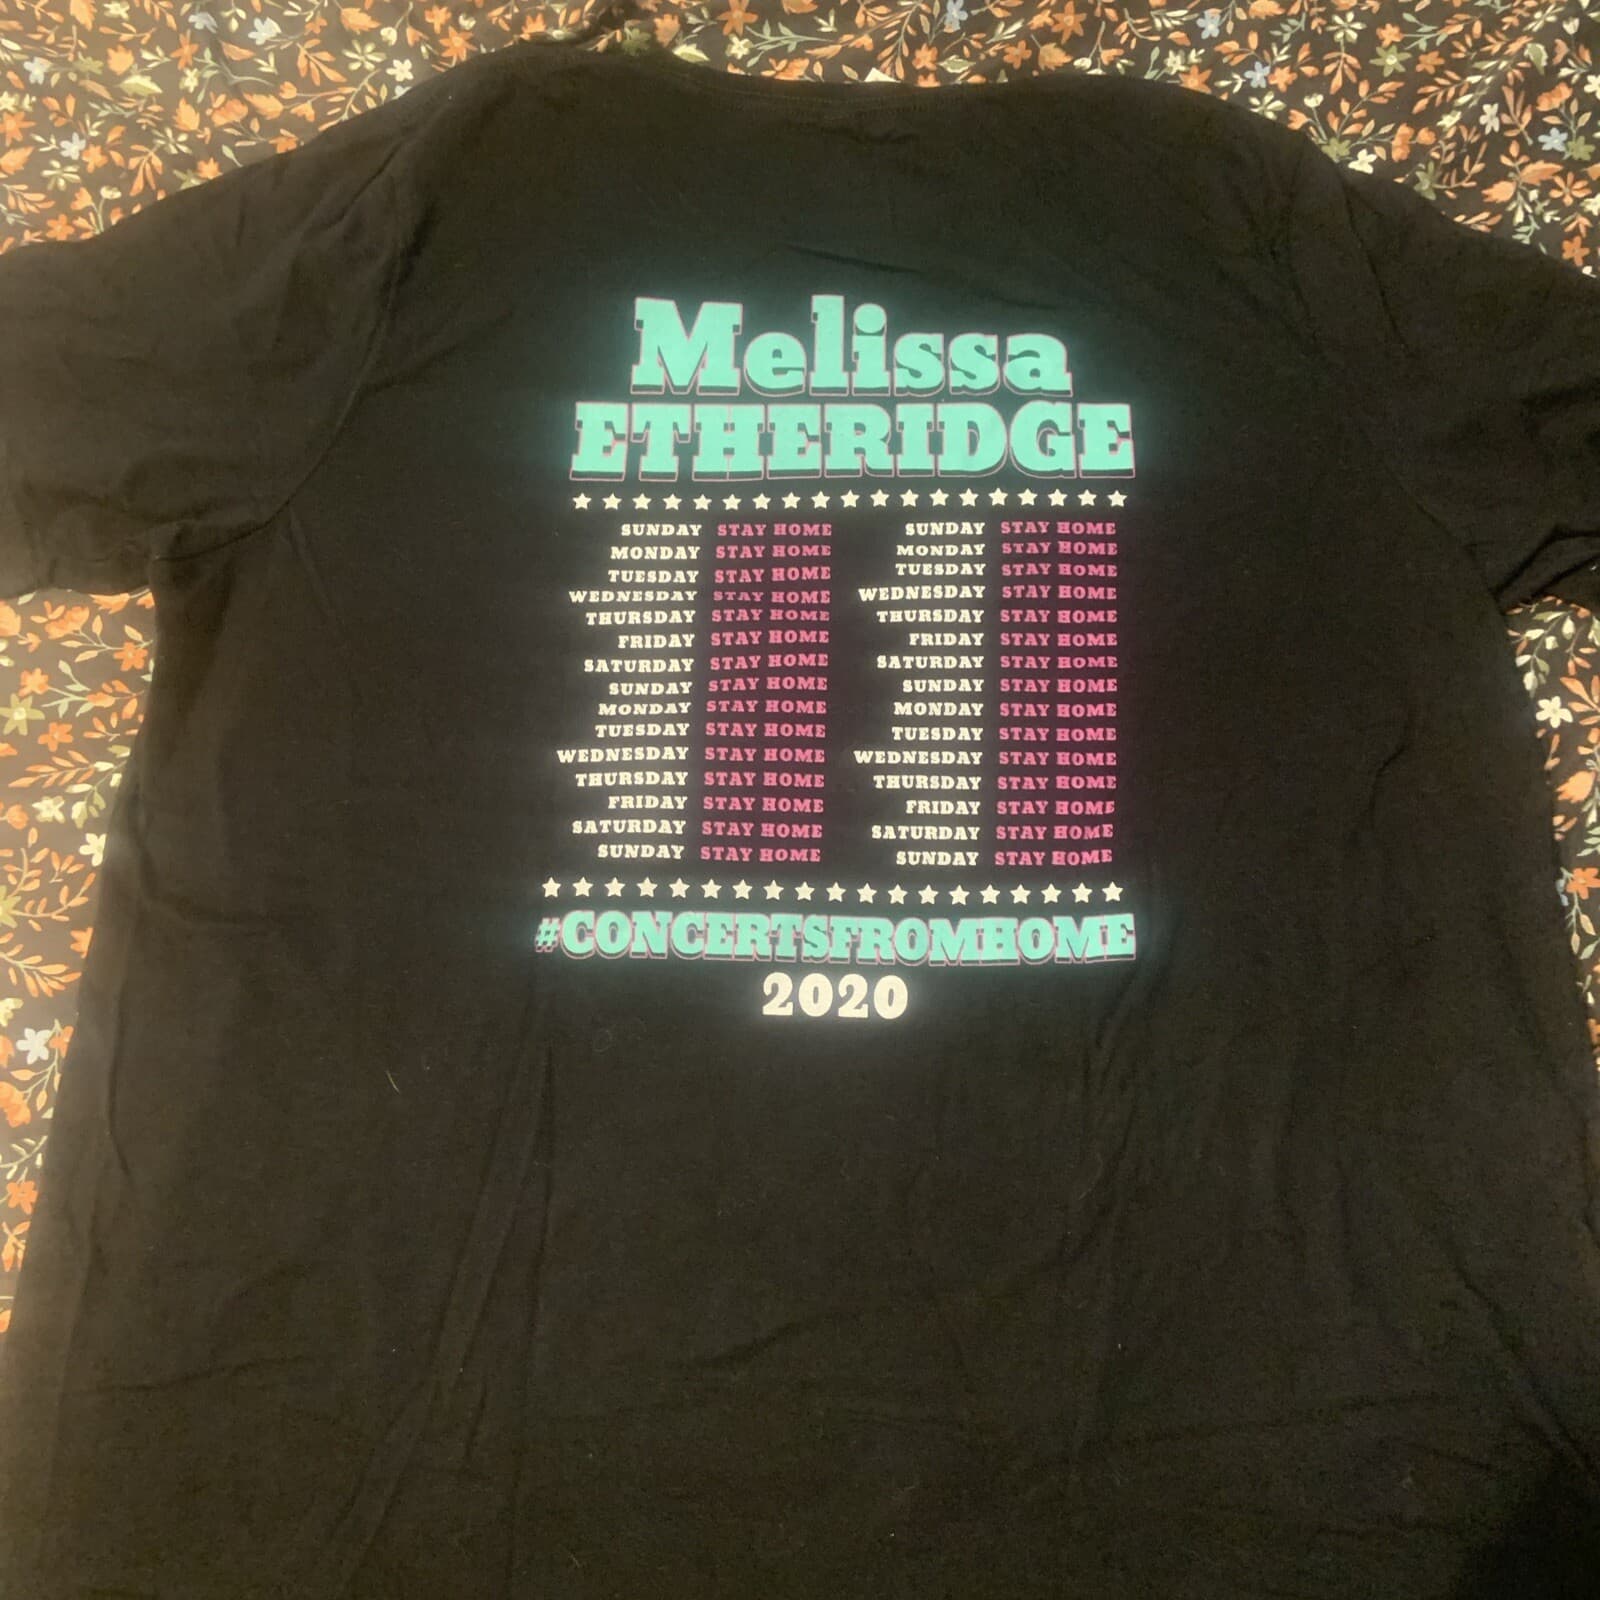 Melissa
ETHERIDGE
SUNDAY STAY HOME SUNDAY STAY HOME
MONDAY STAY HOME MONDAY STAY HOME
TUESDAY STAY HOME TUESDAY STAY HOME
WEDNESDAY STAY HOME WEDNESDAY STAY HOME
THURSDAY STAY HOME THURSDAY STAY HOME
FRIDAY STAY HOME FRIDAY STAY HOME
SATURDAY STAY HOME SATURDAY STAY HOME
SUNDAY STAY HOME SUNDAY STAY HOME
MONDAY STAY HOME MONDAY STAY HOME
TUESDAY STAY HOME TUESDAY STAY HOME
WEDNESDAY STAY HOME WEDNESDAY STAY HOME
THURSDAY STAY HOME THURSDAY STAY HOME
FRIDAY STAY HOME FRIDAY STAY HOME
SATURDAY STAY HOME SATURDAY STAY HOME
SUNDAY STAY HOME SUNDAY STAY HOME
#CONCERTSFROMHOME
2020